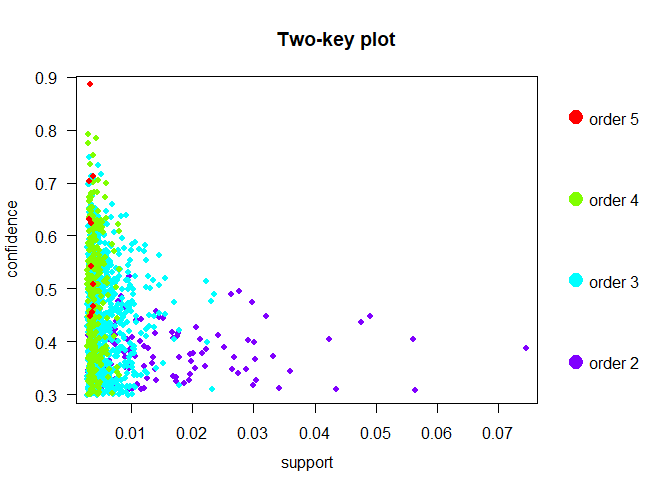 Two-key plot
0.9
0.8
0.7
0.6
0.5
0.4
0.3
confidence
0.01
0.02
0.03
0.04
0.05
0.06
0.07
support
order 5
order 4
order 3
order 2